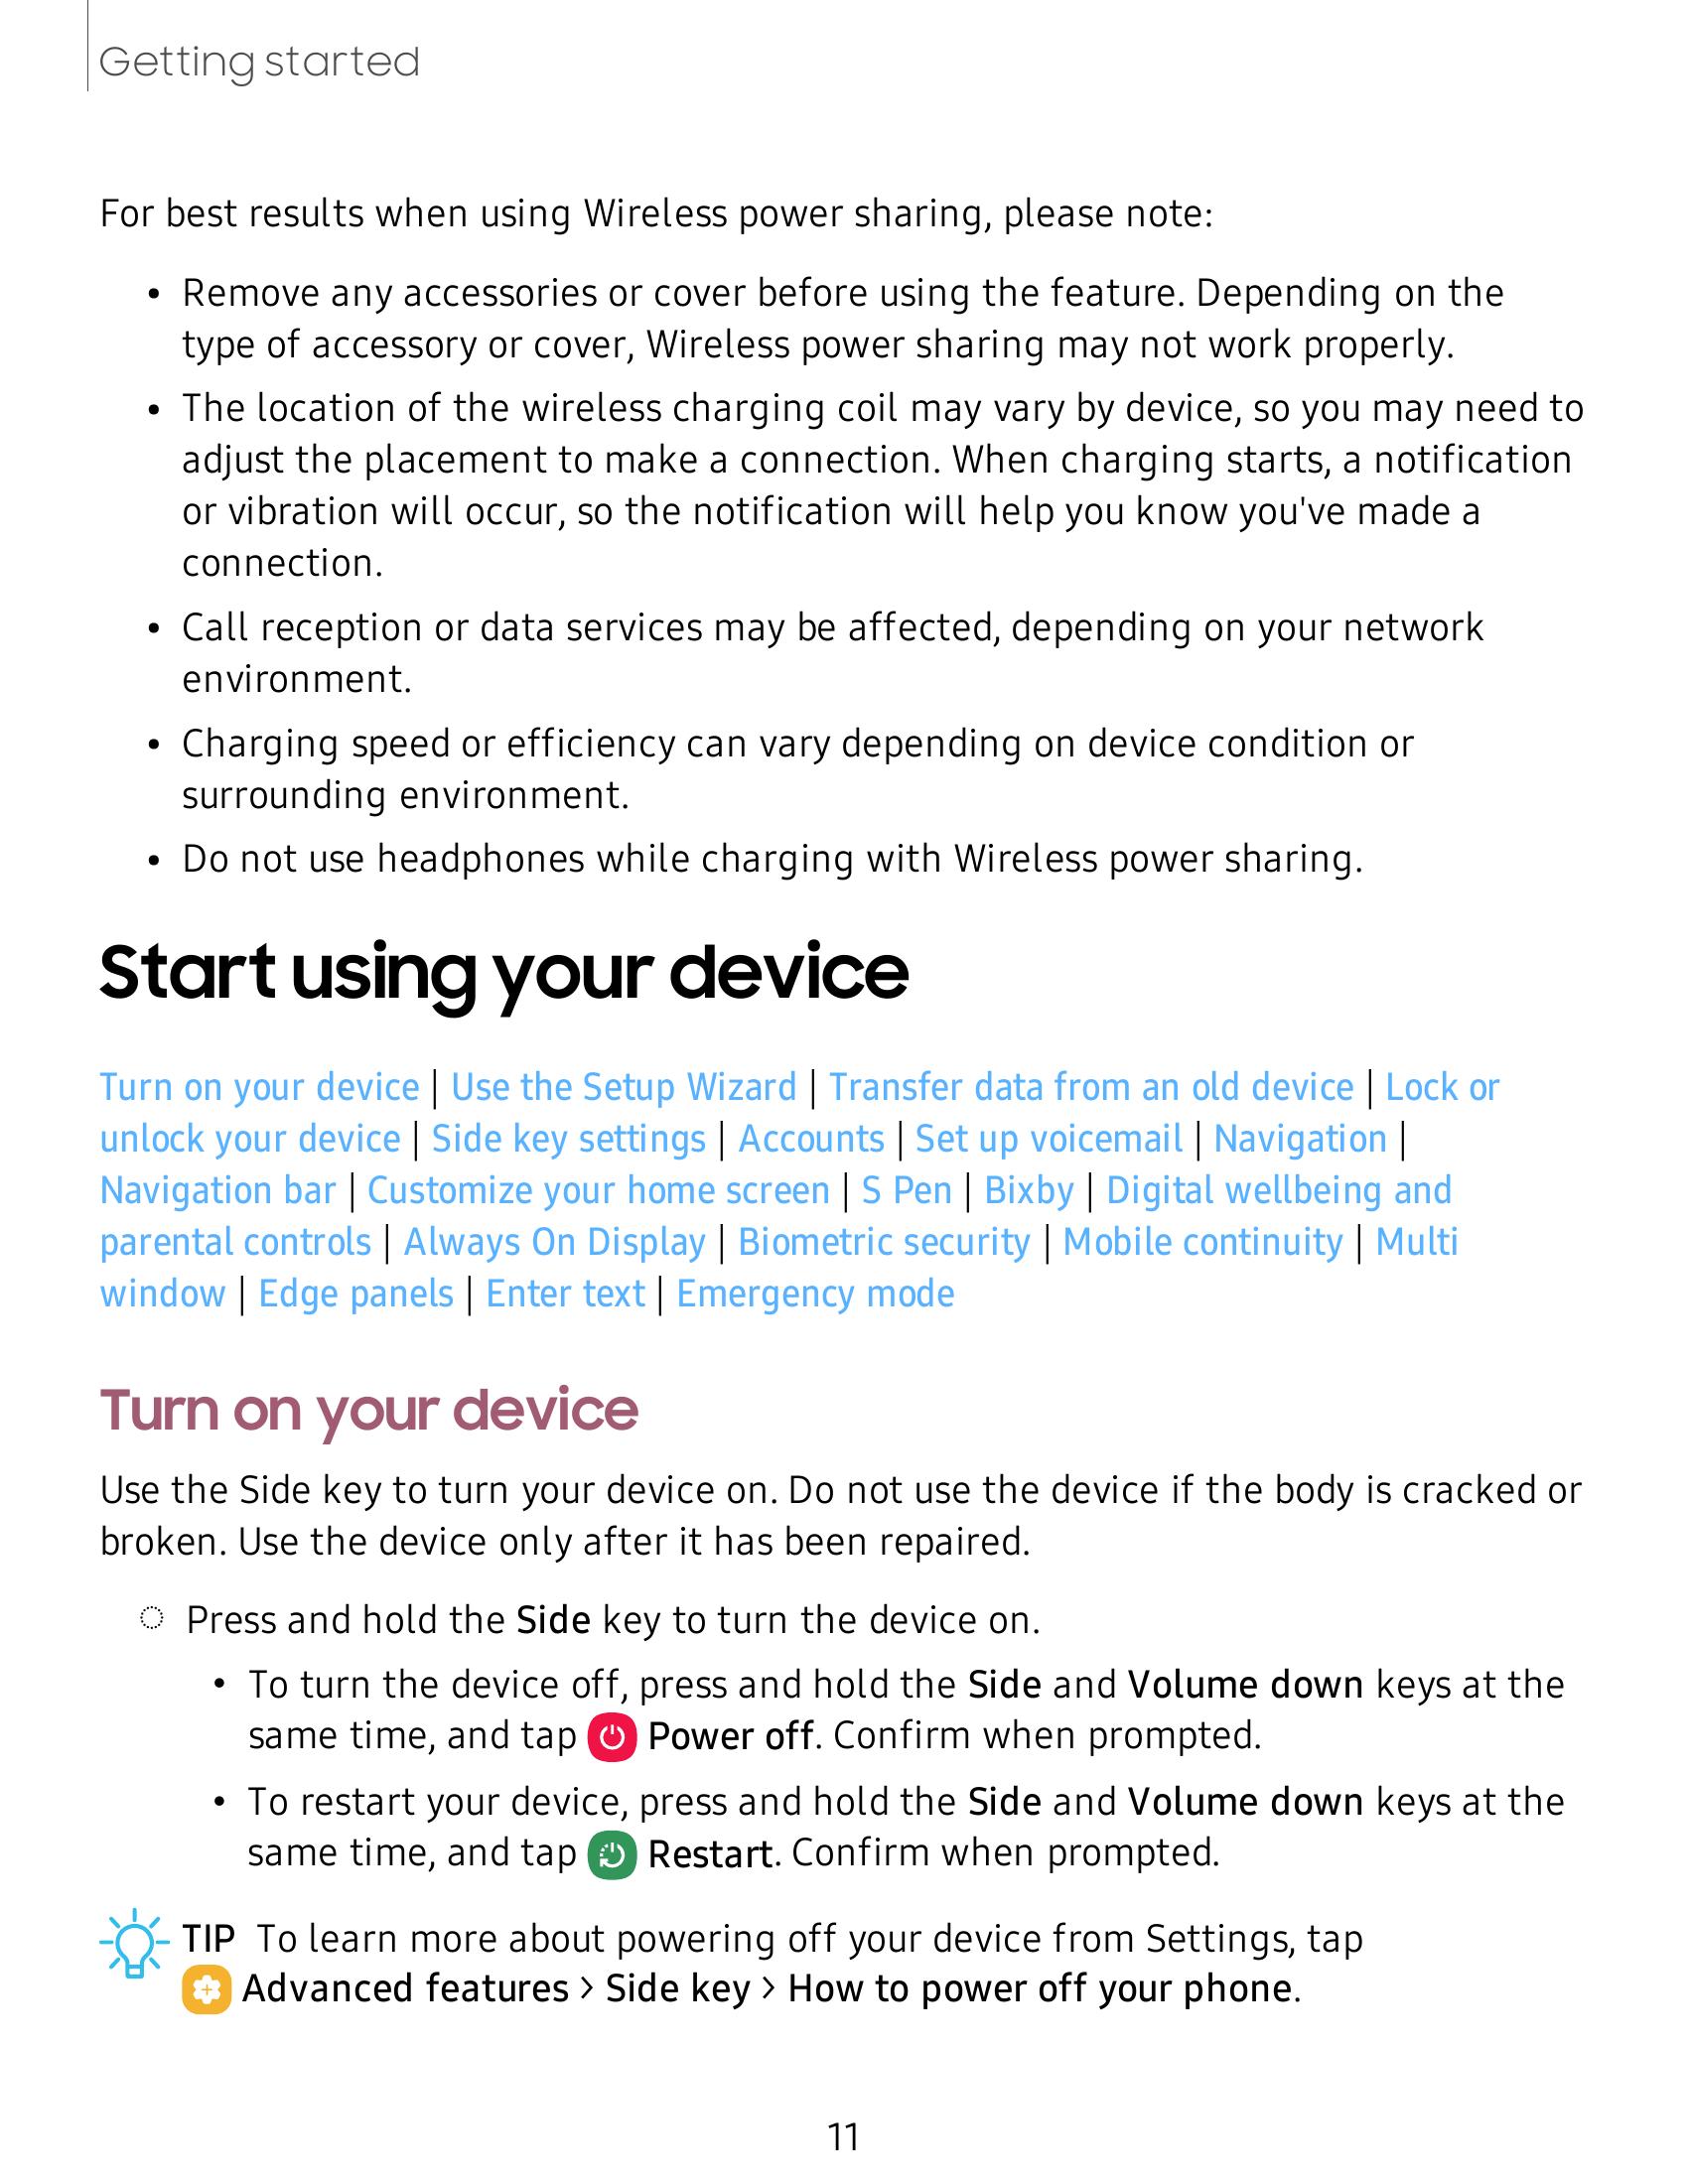 Getting started
For best results when using Wireless power sharing, please note:
• Remove any accessories or cover before using the feature. Depending on the
type of accessory or cover, Wireless power sharing may not work properly.
• The location of the wireless charging coil may vary by device, so you may need to
adjust the placement to make a connection. When charging starts, a notification
or vibration will occur, so the notification will help you know you've made a
connection.
• Call reception or data services may be affected, depending on your network
environment.
• Charging speed or efficiency can vary depending on device condition or
surrounding environment.
• Do not use headphones while charging with Wireless power sharing.
Start using your device
Turn on your device | Use the Setup Wizard | Transfer data from an old device | Lock or
unlock your device | Side key settings | Accounts | Set up voicemail | Navigation |
Navigation bar | Customize your home screen | S Pen | Bixby | Digital wellbeing and
parental controls | Always On Display | Biometric security | Mobile continuity | Multi
window | Edge panels | Enter text | Emergency mode
Turn on your device
Use the Side key to turn your device on. Do not use the device if the body is cracked or
broken. Use the device only after it has been repaired.
◌ Press and hold the Side key to turn the device on.
• To turn the device off, press and hold the Side and Volume down keys at the
same time, and tap Power off. Confirm when prompted.
• To restart your device, press and hold the Side and Volume down keys at the
same time, and tap Restart. Confirm when prompted.
TIP To learn more about powering off your device from Settings, tap
Advanced features > Side key > How to power off your phone.
11